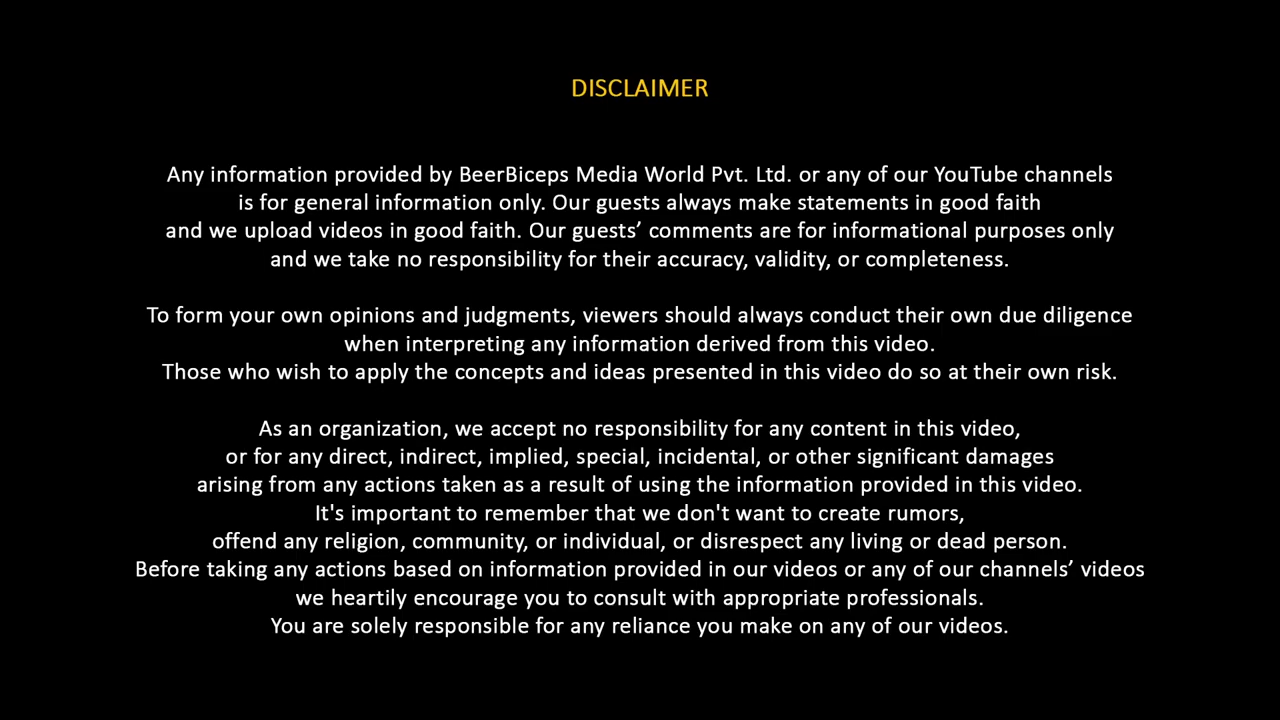 DISCLAIMER
Any information provided by BeerBiceps Media World Pvt. Ltd. or any of our YouTube channels
is for general information only. Our guests always make statements in good faith
and we upload videos in good faith. Our guests’ comments are for informational purposes only
and we take no responsibility for their accuracy, validity, or completeness.
To form your own opinions and judgments, viewers should always conduct their own due diligence
when interpreting any information derived from this video.
Those who wish to apply the concepts and ideas presented in this video do so at their own risk.
As an organization, we accept no responsibility for any content in this video,
or for any direct, indirect, implied, special, incidental, or other significant damages
arising from any actions taken as a result of using the information provided in this video.
It's important to remember that we don't want to create rumors,
offend any religion, community, or individual, or disrespect any living or dead person.
Before taking any actions based on information provided in our videos or any of our channels’ videos
we heartily encourage you to consult with appropriate professionals.
You are solely responsible for any reliance you make on any of our videos.